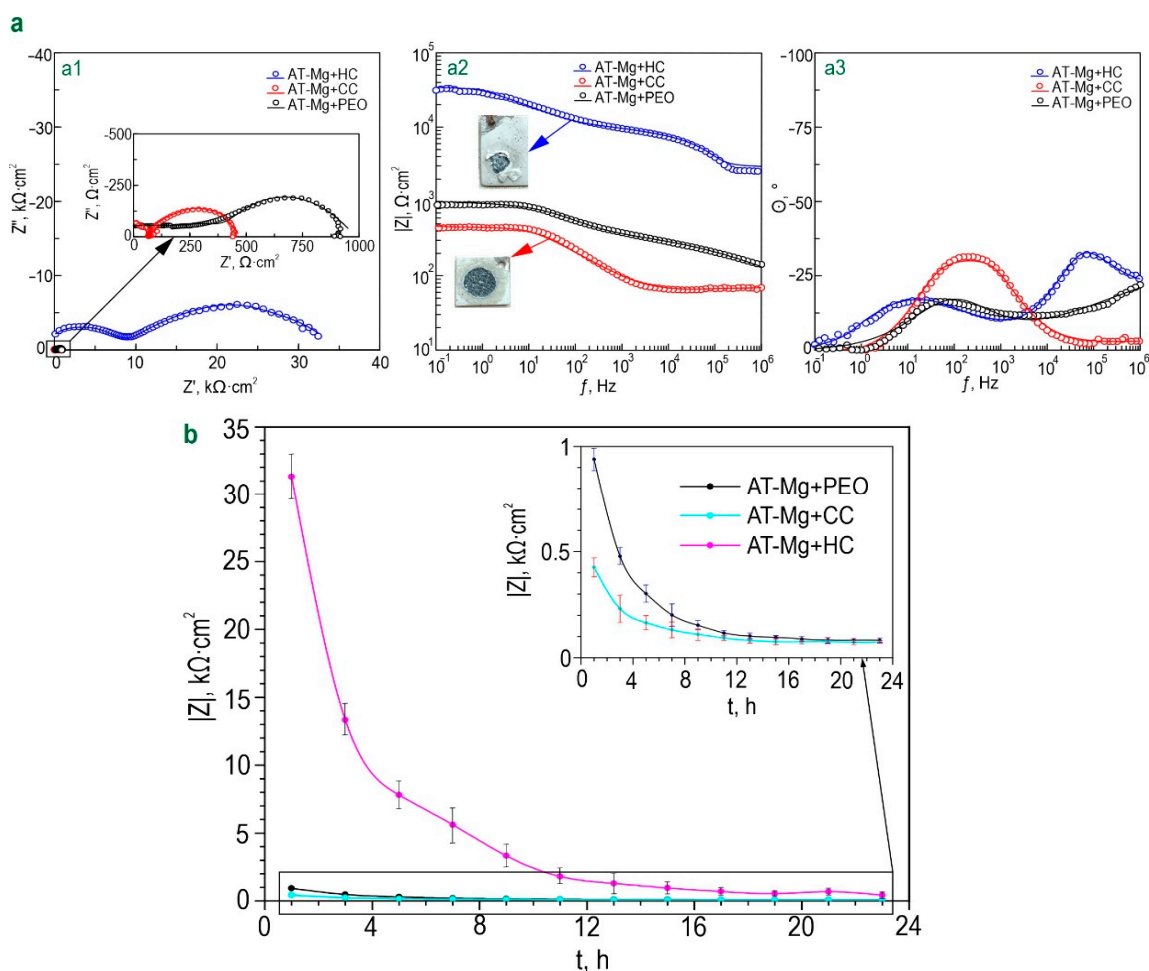 a
a1
Z'', kΩ·cm²
−40
−35
−30
−25
−20
−15
−10
−5
0
0 10 20 30 40
Z', kΩ·cm²
AT-Mg+HC
AT-Mg+CC
AT-Mg+PEO
Z'', Ω·cm²
−500
−250
0
0 250 500 750 1000
Z', Ω·cm²
a2
|Z|, Ω·cm²
10⁵
10⁴
10³
10²
10¹
10⁻¹ 10⁰ 10¹ 10² 10³ 10⁴ 10⁵ 10⁶
f, Hz
AT-Mg+HC
AT-Mg+CC
AT-Mg+PEO
a3
Θ, °
−100
−75
−50
−25
0
10⁻¹ 10⁰ 10¹ 10² 10³ 10⁴ 10⁵ 10⁶
f, Hz
AT-Mg+HC
AT-Mg+CC
AT-Mg+PEO
b
|Z|, kΩ·cm²
35
30
25
20
15
10
5
0
0 4 8 12 16 20 24
t, h
|Z|, kΩ·cm²
1
0.5
0
0 4 8 12 16 20 24
t, h
AT-Mg+PEO
AT-Mg+CC
AT-Mg+HC